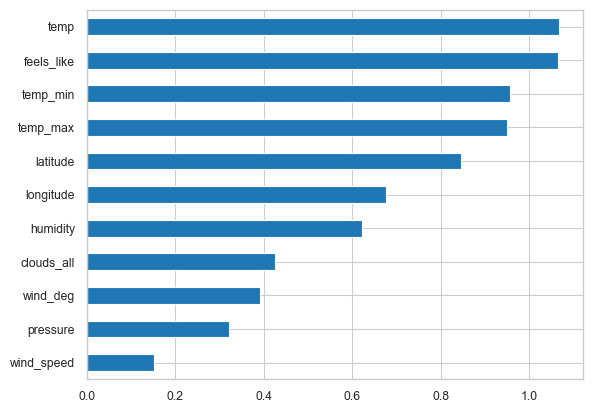 temp
feels_like
temp_min
temp_max
latitude
longitude
humidity
clouds_all
wind_deg
pressure
wind_speed
0.0 0.2 0.4 0.6 0.8 1.0